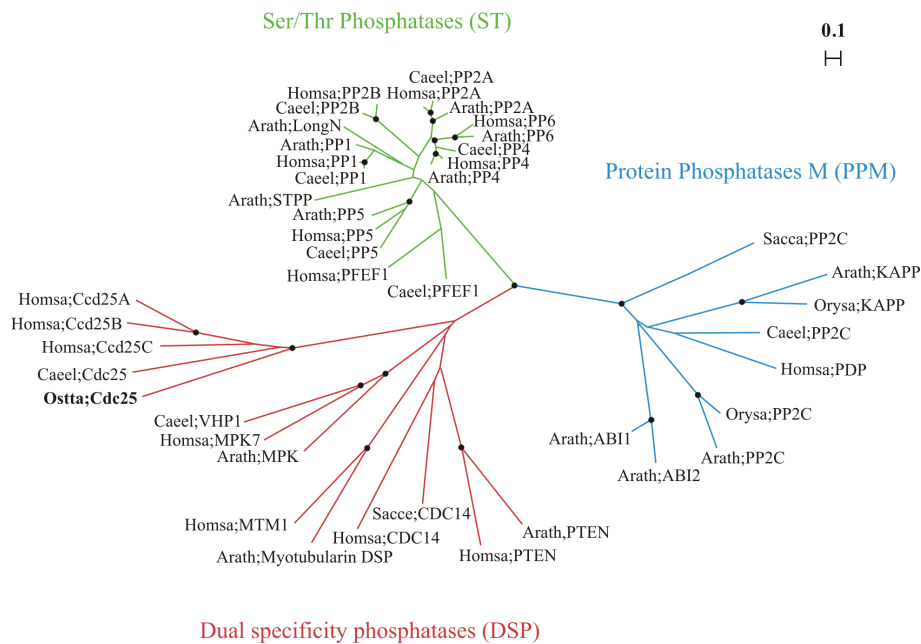 Ser/Thr Phosphatases (ST)
0.1
Caeel;PP2A
Homsa;PP2B
Homsa;PP2A
Caeel;PP2B
Arath;PP2A
Arath;LongN
Homsa;PP6
Arath;PP1
Arath;PP6
Homsa;PP1
Caeel;PP4
Homsa;PP4
Caeel;PP1
Arath;PP4
Protein Phosphatases M (PPM)
Arath;STPP
Arath;PP5
Homsa;PP5
Sacca;PP2C
Caeel;PP5
Homsa;PFEF1
Arath;KAPP
Caeel;PFEF1
Homsa;Ccd25A
Orysa;KAPP
Homsa;Ccd25B
Caeel;PP2C
Homsa;Ccd25C
Homsa;PDP
Caeel;Cdc25
Ostta;Cdc25
Orysa;PP2C
Caeel;VHP1
Homsa;MPK7
Arath;ABI1
Arath;MPK
Arath;PP2C
Arath;ABI2
Sacce;CDC14
Homsa;MTM1
Arath,PTEN
Homsa;CDC14
Arath;Myotubularin DSP
Homsa;PTEN
Dual specificity phosphatases (DSP)